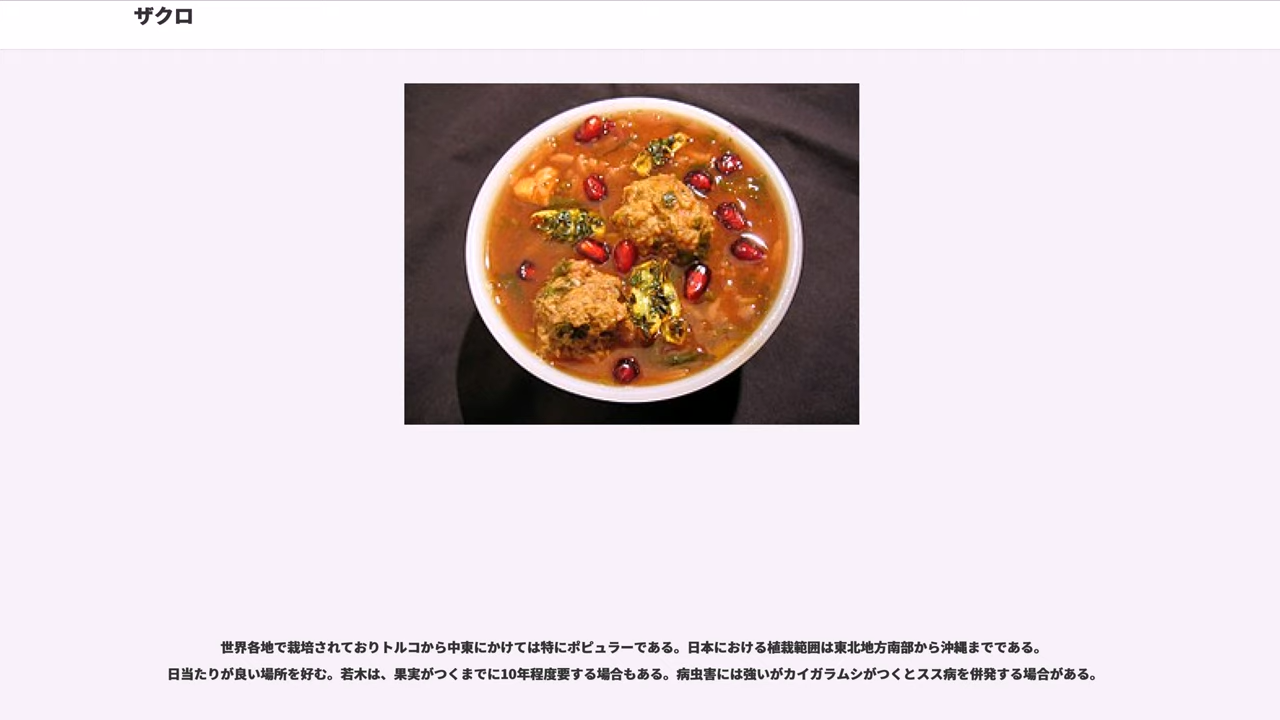 ザクロ
世界各地で栽培されておりトルコから中東にかけては特にポピュラーである。日本における植栽範囲は東北地方南部から沖縄までである。
日当たりが良い場所を好む。若木は、果実がつくまでに10年程度要する場合もある。病虫害には強いがカイガラムシがつくとスス病を併発する場合がある。